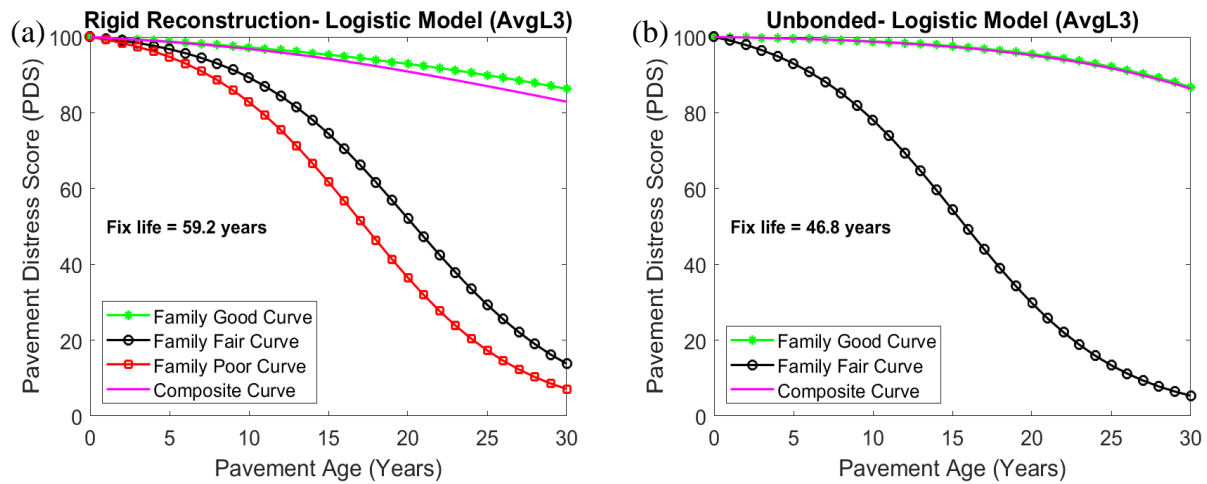 (a)
Rigid Reconstruction- Logistic Model (AvgL3)
100
80
60
40
20
0
Pavement Distress Score (PDS)
Fix life = 59.2 years
Family Good Curve
Family Fair Curve
Family Poor Curve
Composite Curve
0 5 10 15 20 25 30
Pavement Age (Years)
(b)
Unbonded- Logistic Model (AvgL3)
100
80
60
40
20
0
Pavement Distress Score (PDS)
Fix life = 46.8 years
Family Good Curve
Family Fair Curve
Composite Curve
0 5 10 15 20 25 30
Pavement Age (Years)